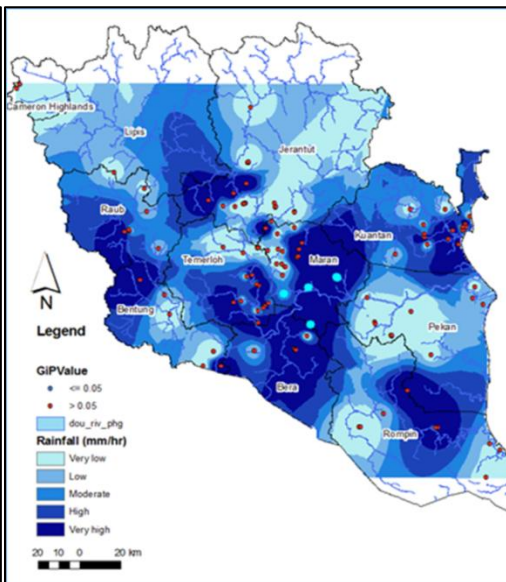 Cameron Highlands
Lipis
Jerantut
Raub
Kuantan
Temerloh
Maran
Bentung
Pekan
Bera
Rompin
N
Legend
GiPValue
<= 0.05
> 0.05
dou_riv_phg
Rainfall (mm/hr)
Very low
Low
Moderate
High
Very high
20 10 0 20 km